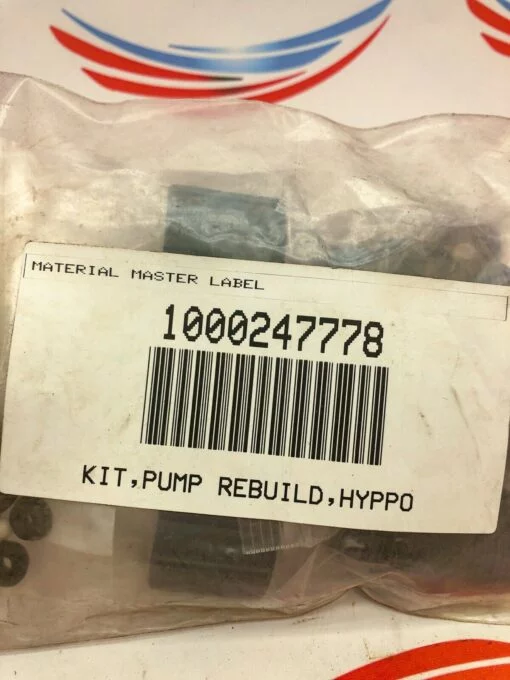 MATERIAL MASTER LABEL
1000247778
KIT,PUMP REBUILD,HYPPO